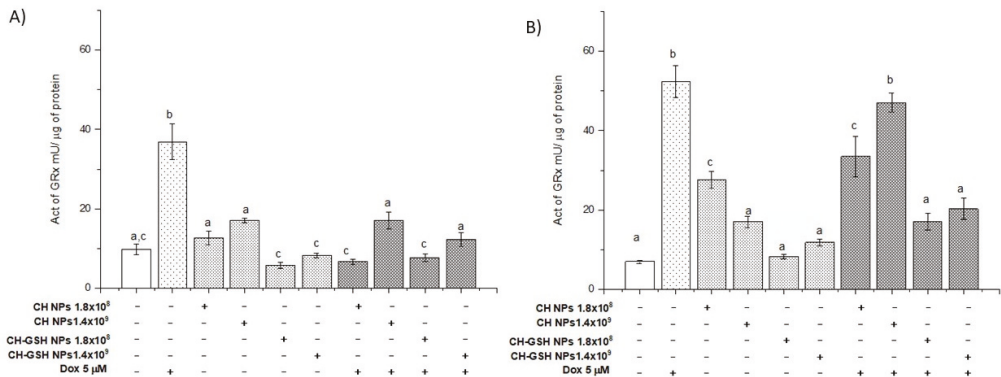 A)
Act of GRx mU/ μg of protein
60
40
20
0
a,c b a a c c c a c a
CH NPs 1.8x10⁸ – – + – – – + – – –
CH NPs1.4x10⁹ – – – + – – – + – –
CH-GSH NPs 1.8x10⁸ – – – – + – – – + –
CH-GSH NPs1.4x10⁹ – – – – – + – – – +
Dox 5 μM – + – – – – + + + +
B)
Act of GRx mU/ μg of protein
60
40
20
0
a b c a a a c b a a
CH NPs 1.8x10⁸ – – + – – – + – – –
CH NPs1.4x10⁹ – – – + – – – + – –
CH-GSH NPs 1.8x10⁸ – – – – + – – – + –
CH-GSH NPs1.4x10⁹ – – – – – + – – – +
Dox 5 μM – + – – – – + + + +